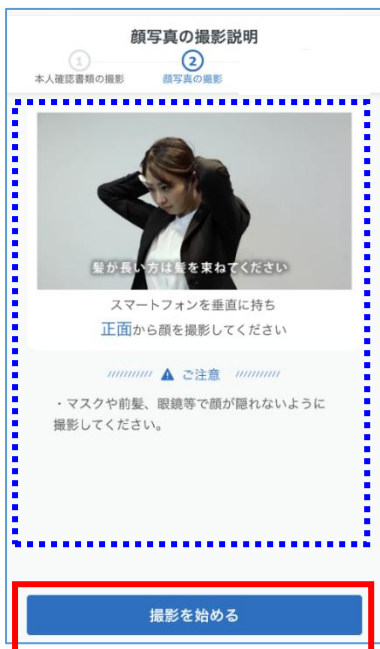 顔写真の撮影説明
1
2
本人確認書類の撮影
顔写真の撮影
髪が長い方は髪を束ねてください
スマートフォンを垂直に持ち
正面から顔を撮影してください
ご注意
・マスクや前髪、眼鏡等で顔が隠れないように
撮影してください。
撮影を始める